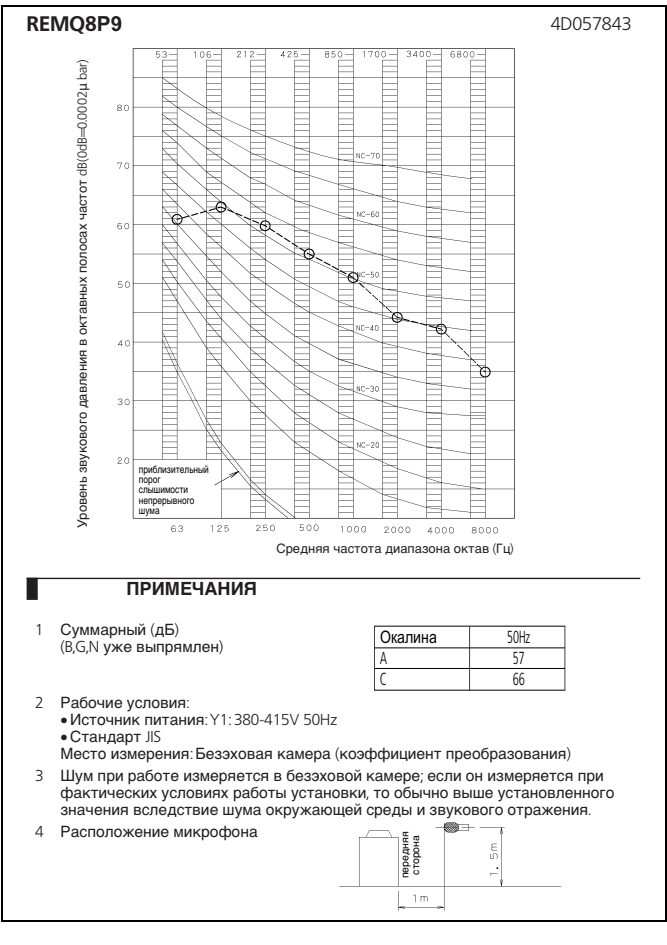 REMQ8P9
4D057843
Уровень звукового давления в октавных полосах частот dB(0dB=0.0002μ bar)
53
106
212
425
850
1700
3400
6800
80
70
60
50
40
30
20
NC-70
NC-60
NC-50
NC-40
NC-30
NC-20
приблизительный
порог
слышимости
непрерывного
шума
63
125
250
500
1000
2000
4000
8000
Средняя частота диапазона октав (Гц)
ПРИМЕЧАНИЯ
1 Суммарный (дБ)
(B,G,N уже выпрямлен)
Окалина 50Hz
A 57
C 66
2 Рабочие условия:
• Источник питания: Y1: 380-415V 50Hz
• Стандарт JIS
Место измерения: Безэховая камера (коэффициент преобразования)
3 Шум при работе измеряется в безэховой камере; если он измеряется при
фактических условиях работы установки, то обычно выше установленного
значения вследствие шума окружающей среды и звукового отражения.
4 Расположение микрофона
передняя
сторона
1.5m
1m